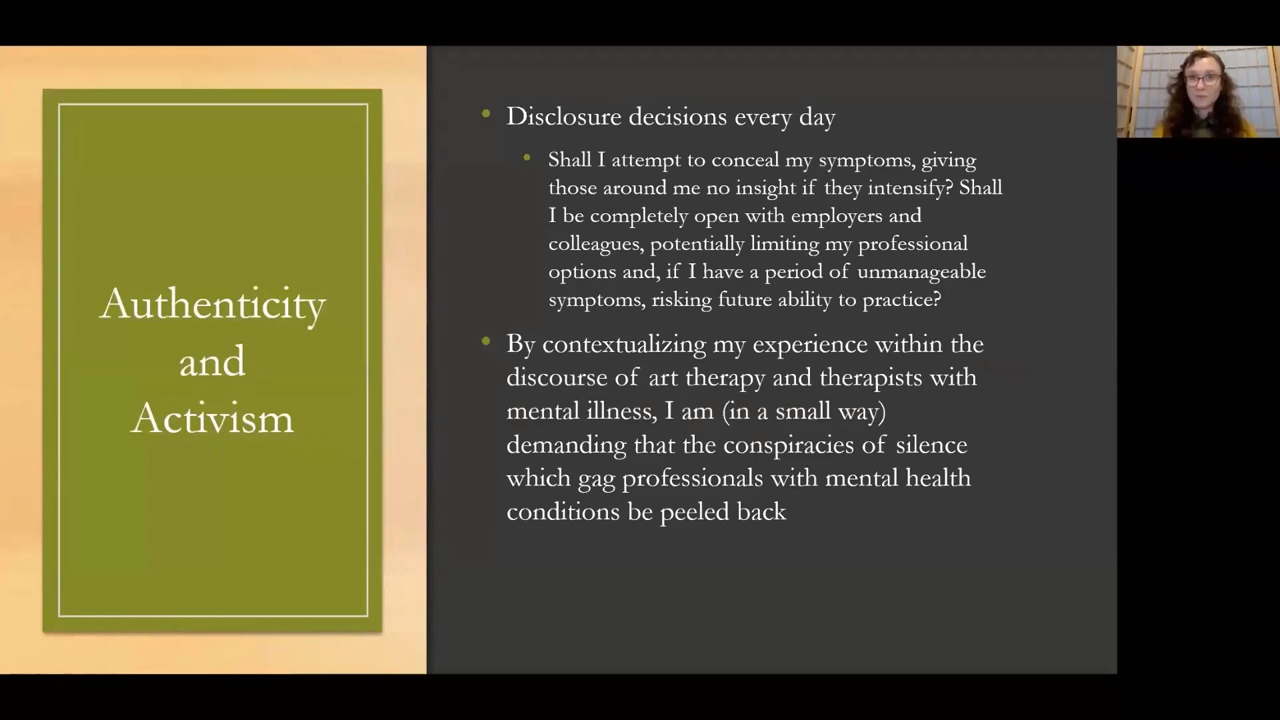 Authenticity
and
Activism
Disclosure decisions every day
Shall I attempt to conceal my symptoms, giving
those around me no insight if they intensify? Shall
I be completely open with employers and
colleagues, potentially limiting my professional
options and, if I have a period of unmanageable
symptoms, risking future ability to practice?
By contextualizing my experience within the
discourse of art therapy and therapists with
mental illness, I am (in a small way)
demanding that the conspiracies of silence
which gag professionals with mental health
conditions be peeled back